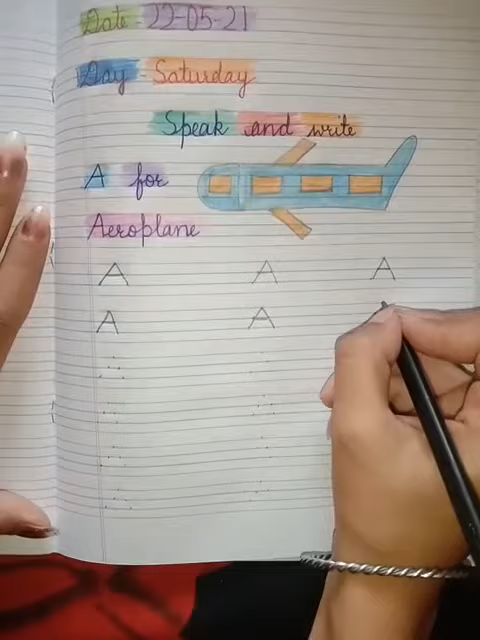 Date - 22-05-21
Day - Saturday
Speak and write
A for
Aeroplane
A A A
A A